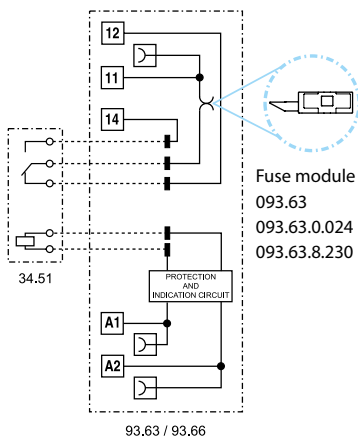 12
11
14
Fuse module
093.63
093.63.0.024
093.63.8.230
34.51
PROTECTION
AND
INDICATION CIRCUIT
A1
A2
93.63 / 93.66